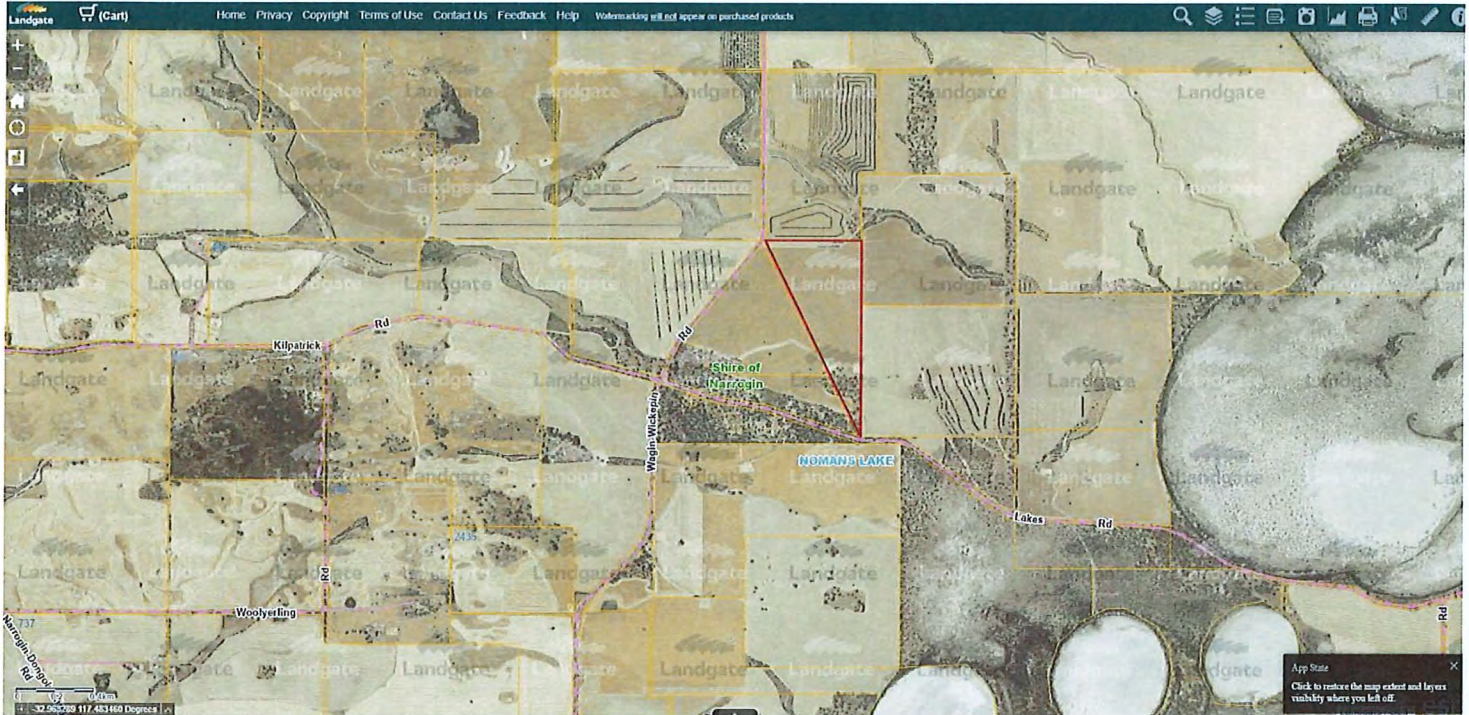 Landgate
(Cart)
Home Privacy Copyright Terms of Use Contact Us Feedback Help Watermarking will not appear on purchased products
Rd
Kilpatrick
Rd
Shire of
Narrogin
Wagin-Wickepin
NOMANS LAKE
Lakes Rd
2435
Rd
Woolyerling
737
Rd
Rd
App State
Click to restore the map extent and layers
visibility where you left off.
-32.963289 117.483460 Degrees
Landgate